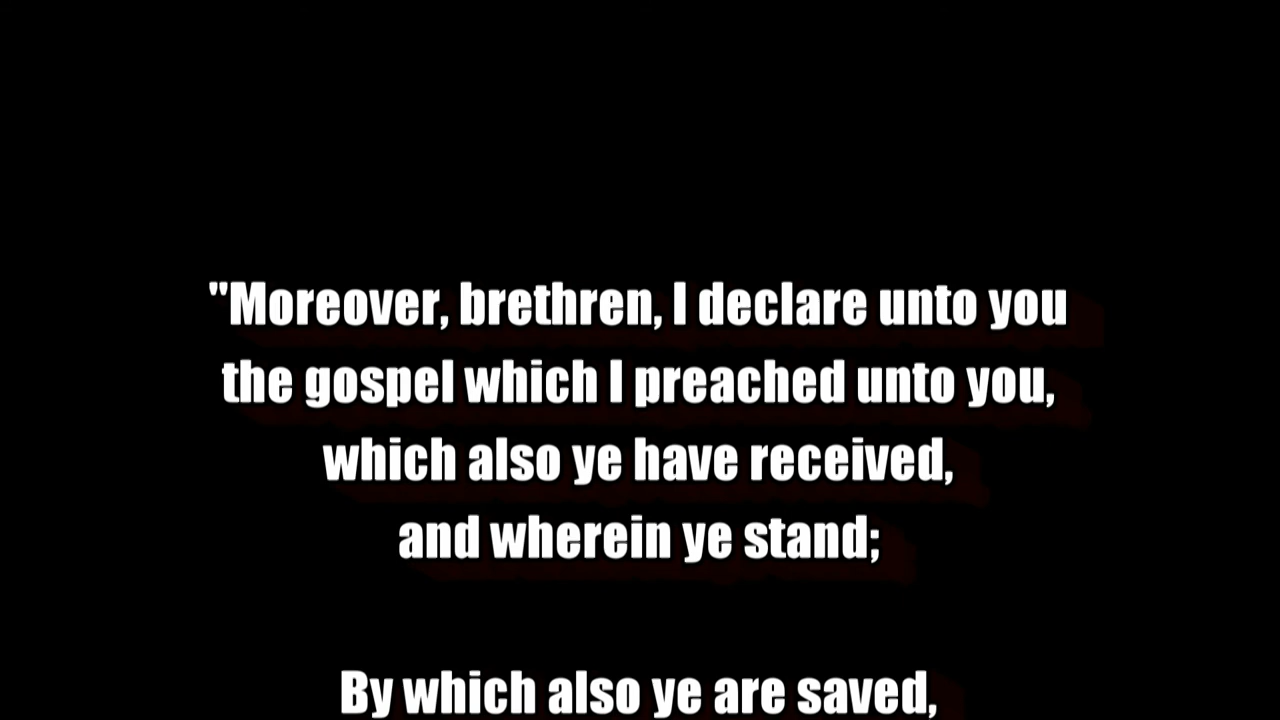 "Moreover, brethren, I declare unto you
the gospel which I preached unto you,
which also ye have received,
and wherein ye stand;
By which also ye are saved,